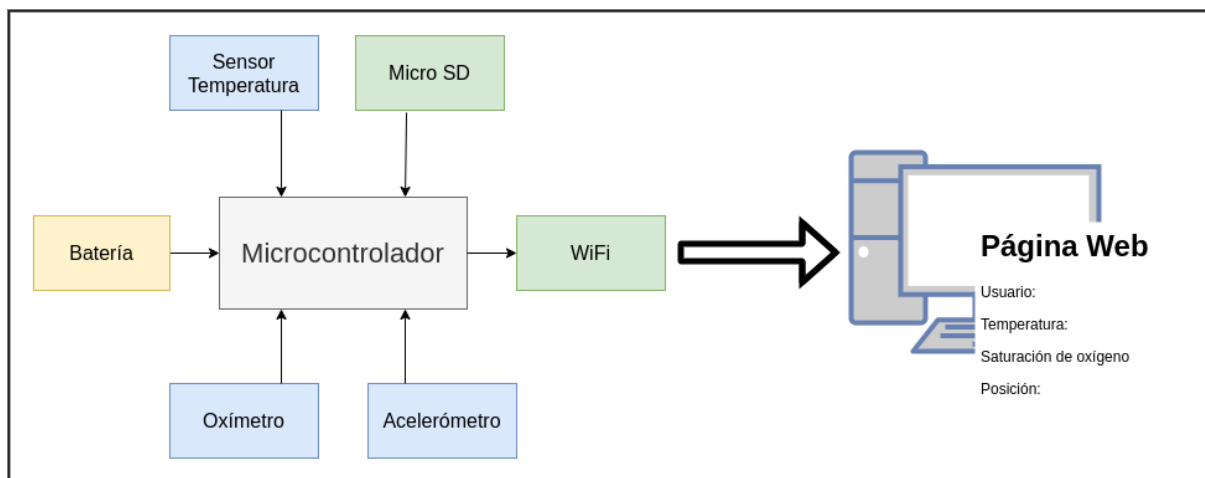 Sensor
Temperatura
Micro SD
Batería
Microcontrolador
WiFi
Oxímetro
Acelerómetro
Página Web
Usuario:
Temperatura:
Saturación de oxígeno
Posición: